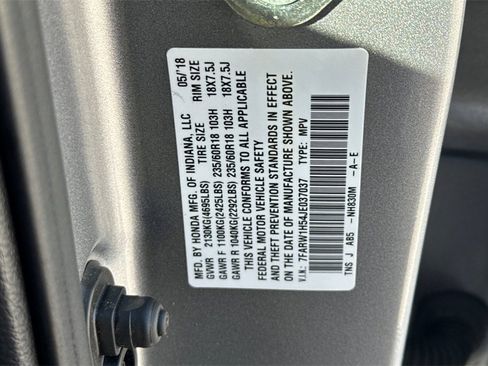 MFD. BY HONDA MFG. OF INDIANA, LLC 05/'18
TIRE SIZE RIM SIZE
GVWR 2130KG(4695LBS)
GAWR F 1100KG(2425LBS) 235/60R18 103H 18X7.5J
GAWR R 1040KG(2292LBS) 235/60R18 103H 18X7.5J
THIS VEHICLE CONFORMS TO ALL APPLICABLE
FEDERAL MOTOR VEHICLE SAFETY
AND THEFT PREVENTION STANDARDS IN EFFECT
ON THE DATE OF MANUFACTURE SHOWN ABOVE.
V.I.N.: 7FARW1H54JE037037 TYPE: MPV
TNS J AB5 -NH830M -A-E